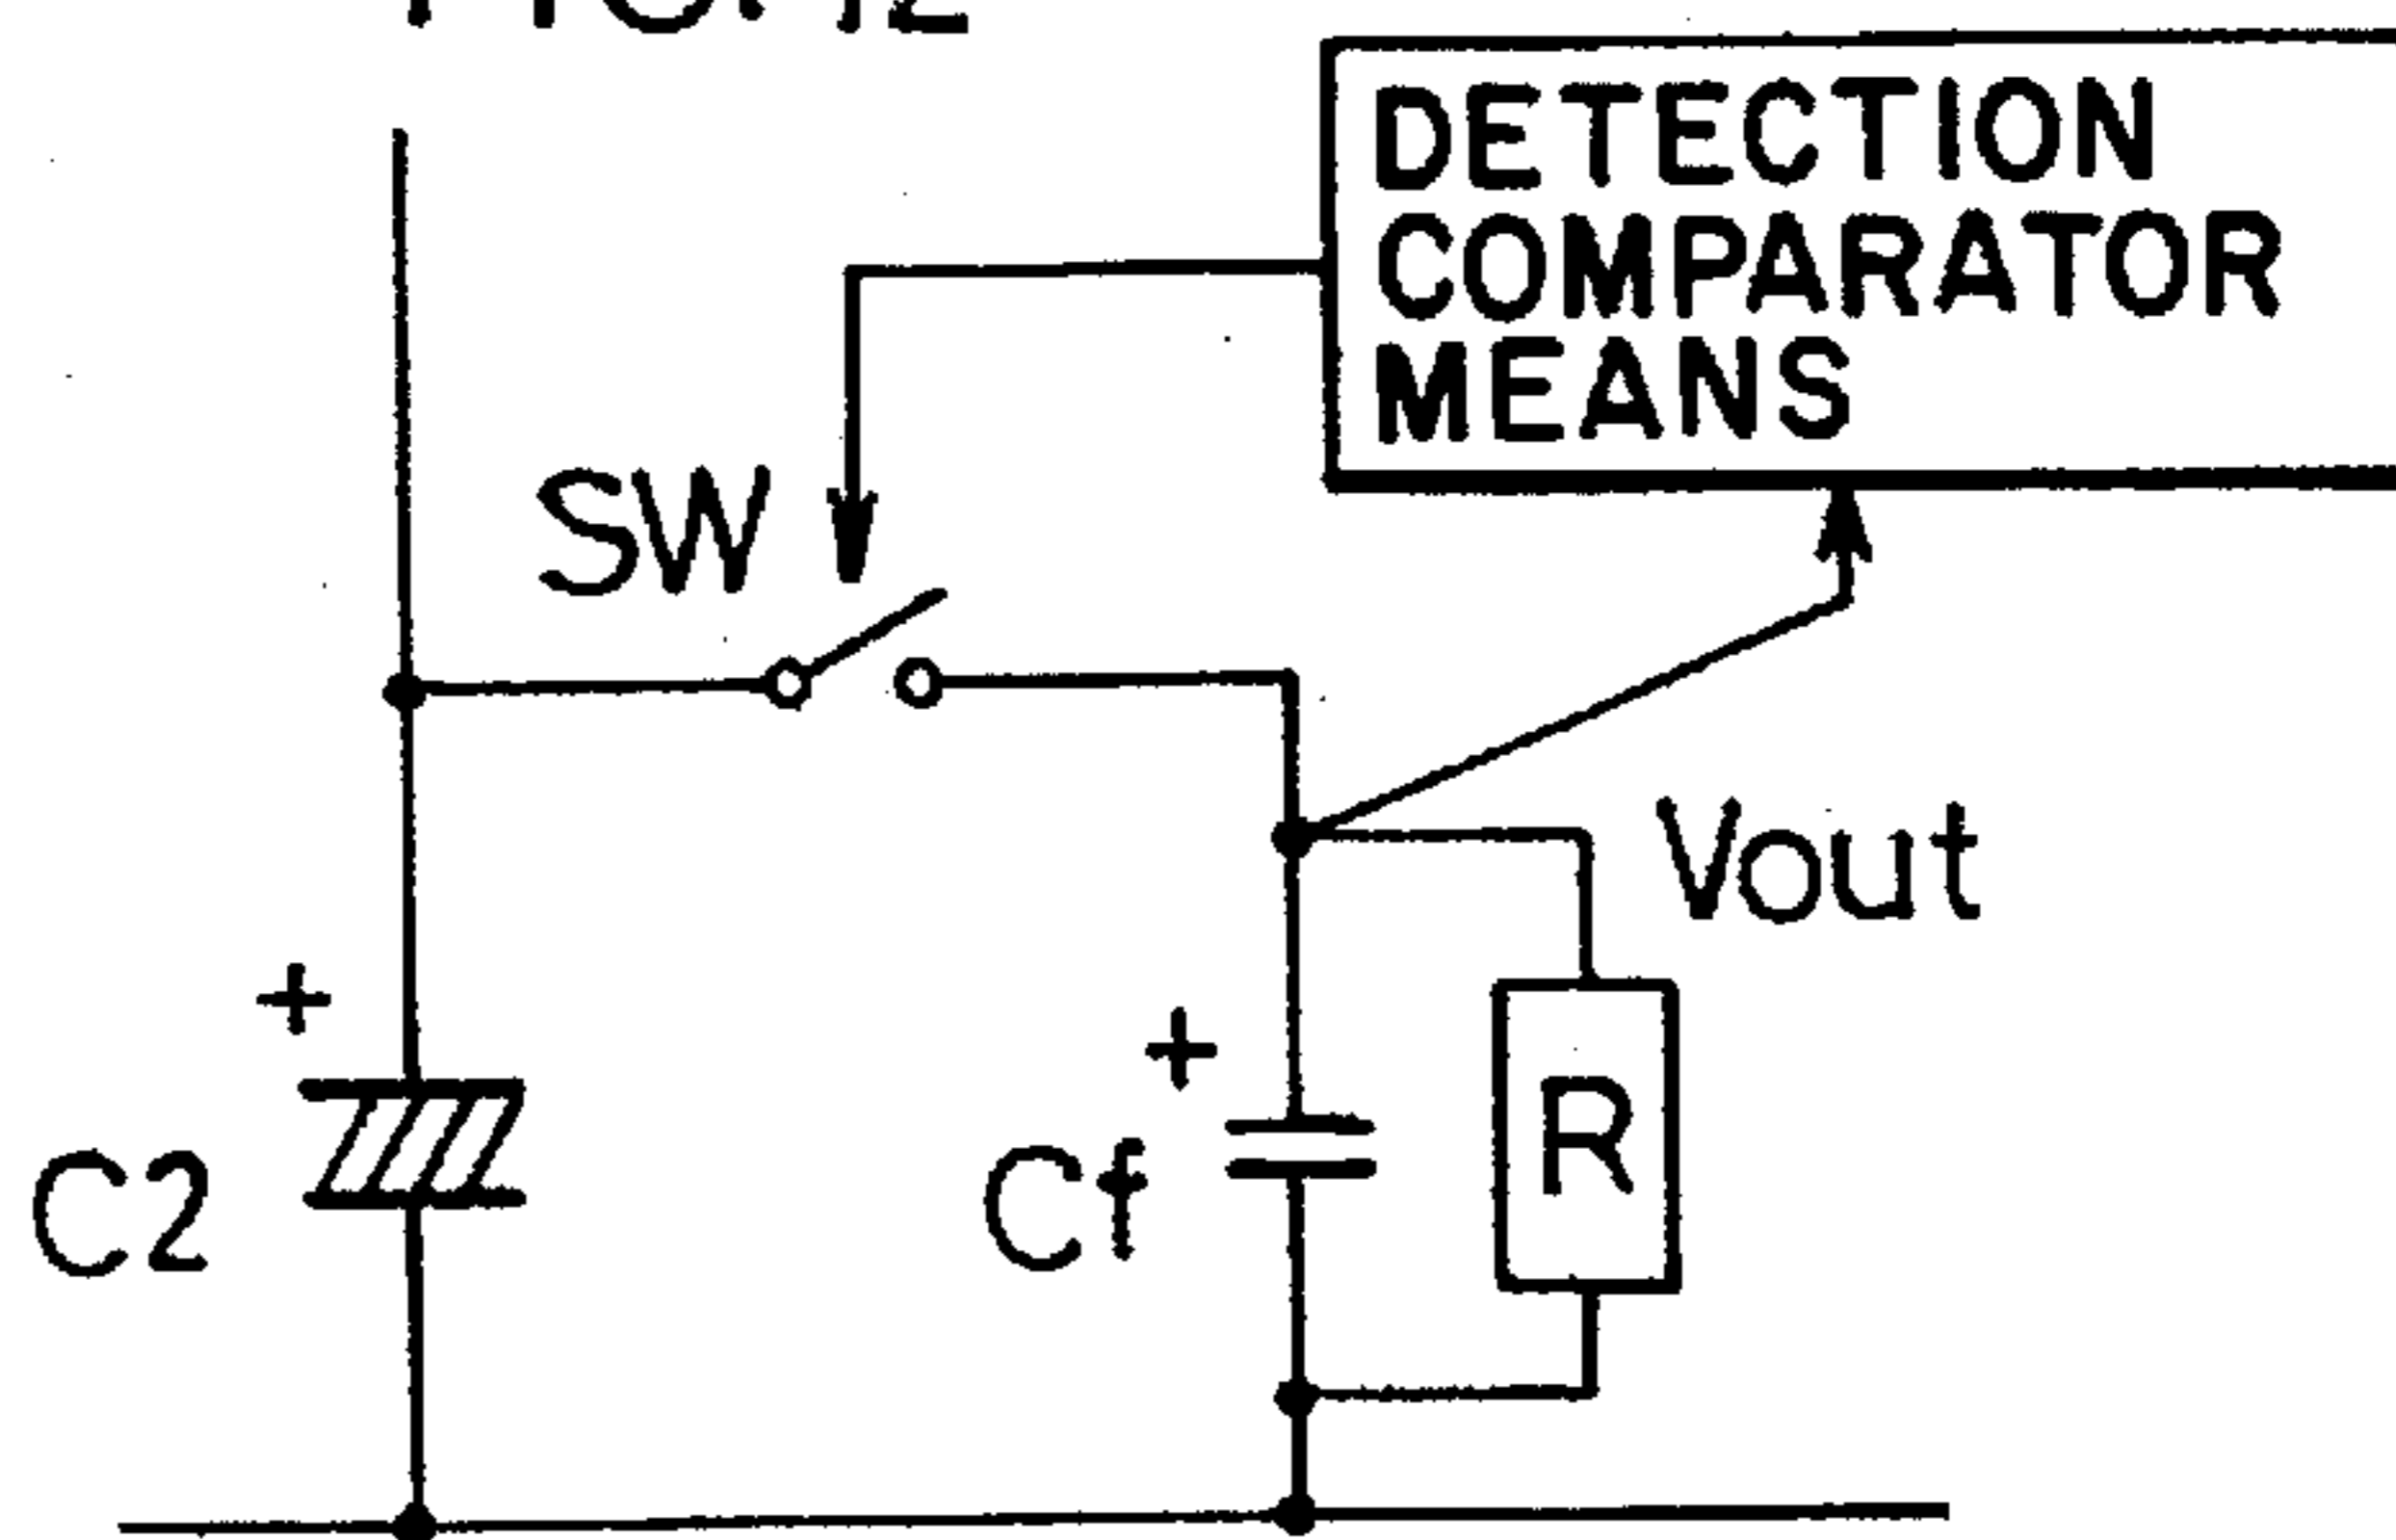 DETECTION
COMPARATOR
MEANS
SW
Vout
+
+
R
C2
Cf